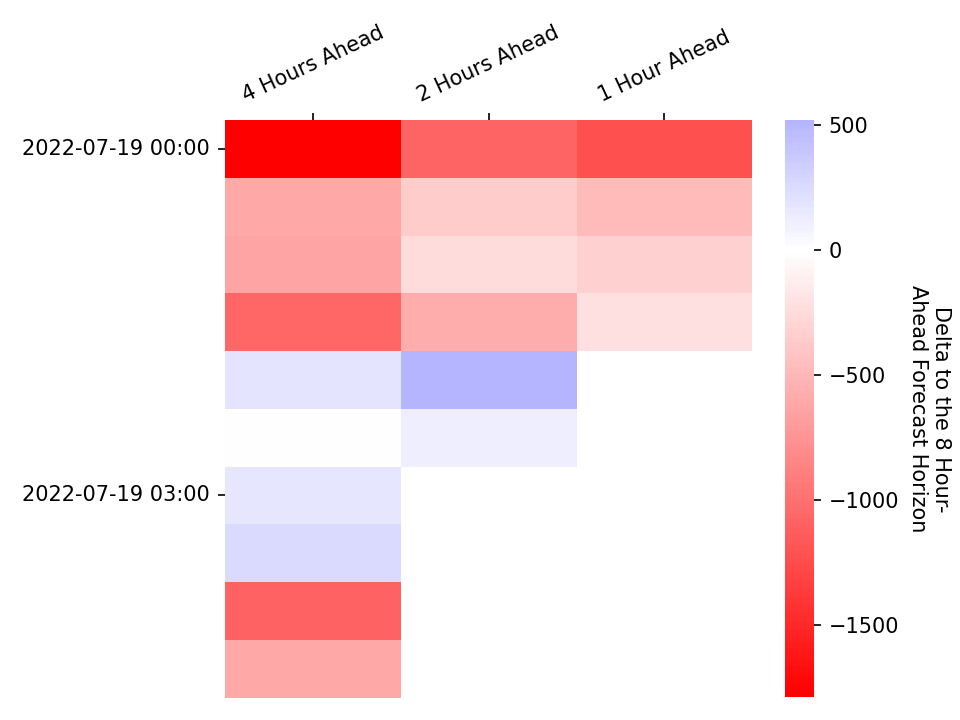 4 Hours Ahead
2 Hours Ahead
1 Hour Ahead
2022-07-19 00:00
2022-07-19 03:00
500
0
−500
−1000
−1500
Delta to the 8 Hour-
Ahead Forecast Horizon